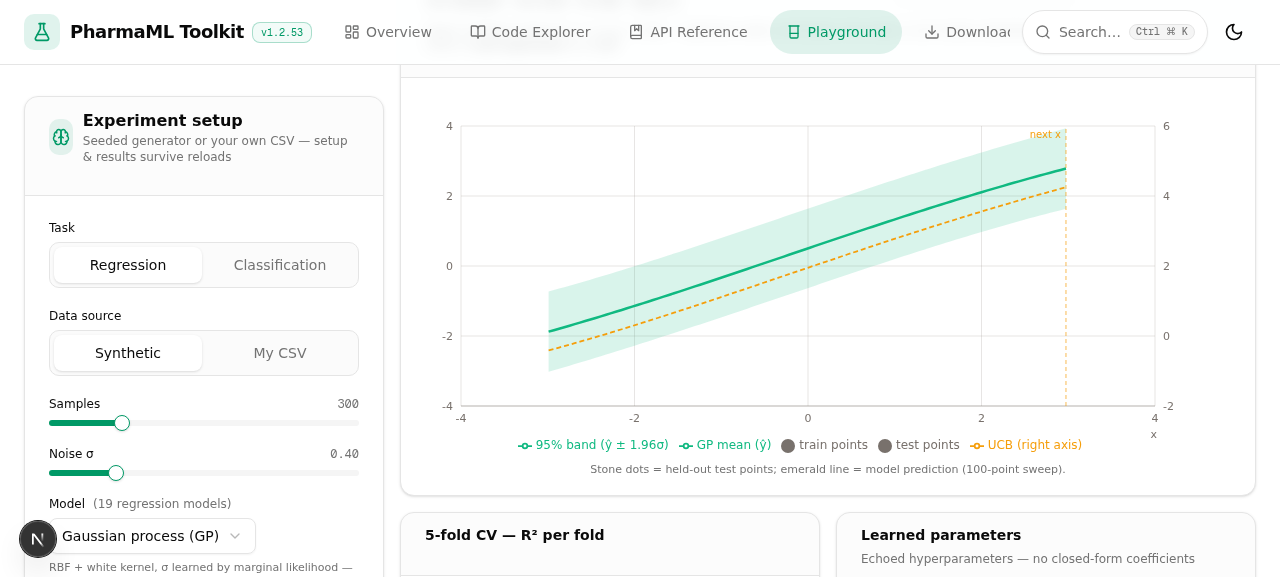 PharmaML Toolkit v1.2.53 Overview Code Explorer API Reference Playground Downloac Search... Ctrl ⌘ K
Experiment setup
Seeded generator or your own CSV — setup
& results survive reloads
Task
Regression Classification
Data source
Synthetic My CSV
Samples 300
Noise σ 0.40
Model (19 regression models)
N Gaussian process (GP)
RBF + white kernel, σ learned by marginal likelihood —
4 next x 6
2 4
0 2
-2 0
-4 -2
-4 -2 0 2 4
x
95% band (ŷ ± 1.96σ) GP mean (ŷ) train points test points UCB (right axis)
Stone dots = held-out test points; emerald line = model prediction (100-point sweep).
5-fold CV — R² per fold
Learned parameters
Echoed hyperparameters — no closed-form coefficients